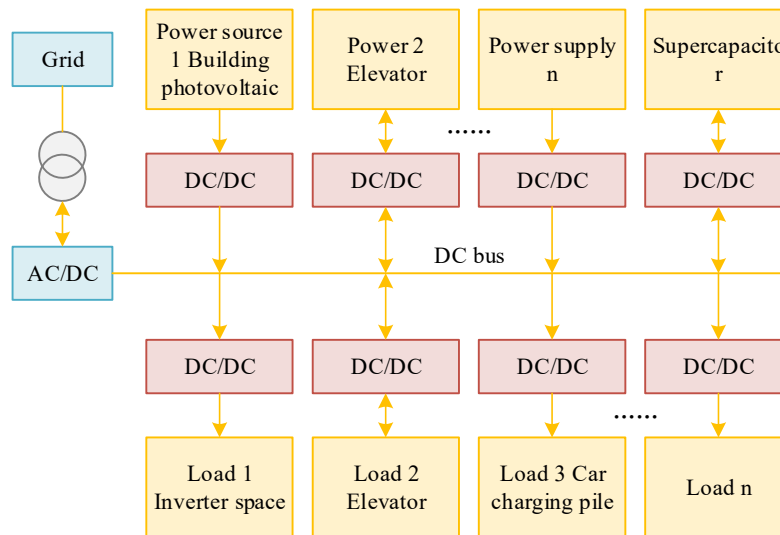 Grid
Power source
1 Building
photovoltaic
Power 2
Elevator
Power supply
n
Supercapacito
r
......
DC/DC
DC/DC
DC/DC
DC/DC
AC/DC
DC bus
DC/DC
DC/DC
DC/DC
DC/DC
......
Load 1
Inverter space
Load 2
Elevator
Load 3 Car
charging pile
Load n